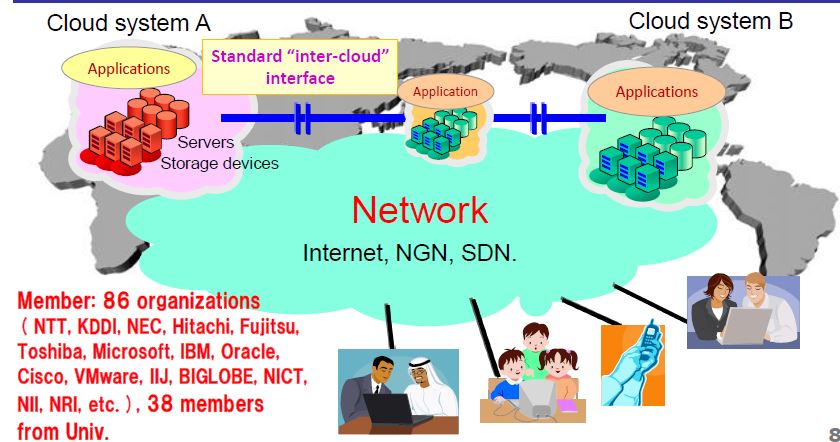 Cloud system A
Cloud system B
Applications
Standard “inter-cloud”
interface
Application
Applications
Servers
Storage devices
Network
Internet, NGN, SDN.
Member: 86 organizations
( NTT, KDDI, NEC, Hitachi, Fujitsu,
Toshiba, Microsoft, IBM, Oracle,
Cisco, VMware, IIJ, BIGLOBE, NICT,
NII, NRI, etc. ), 38 members
from Univ.
8